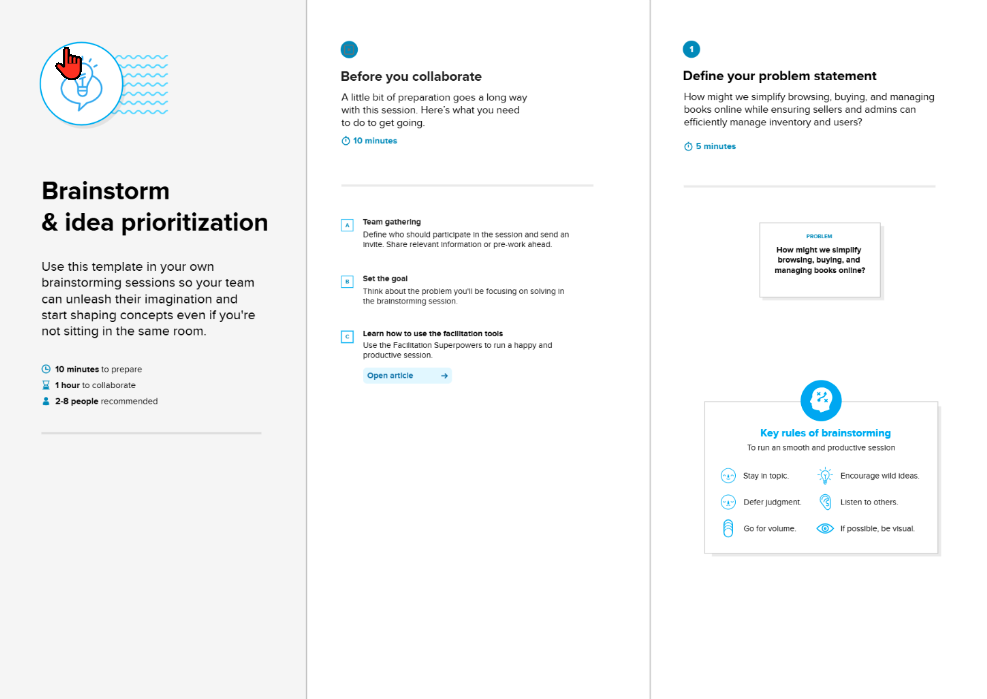 Brainstorm
& idea prioritization
Use this template in your own
brainstorming sessions so your team
can unleash their imagination and
start shaping concepts even if you're
not sitting in the same room.
10 minutes to prepare
1 hour to collaborate
2-8 people recommended
Before you collaborate
A little bit of preparation goes a long way
with this session. Here's what you need
to do to get going.
10 minutes
A
Team gathering
Define who should participate in the session and send an
invite. Share relevant information or pre-work ahead.
B
Set the goal
Think about the problem you'll be focusing on solving in
the brainstorming session.
C
Learn how to use the facilitation tools
Use the Facilitation Superpowers to run a happy and
productive session.
Open article
1
Define your problem statement
How might we simplify browsing, buying, and managing
books online while ensuring sellers and admins can
efficiently manage inventory and users?
5 minutes
PROBLEM
How might we simplify
browsing, buying, and
managing books online?
Key rules of brainstorming
To run an smooth and productive session
Stay in topic.
Encourage wild ideas.
Defer judgment.
Listen to others.
Go for volume.
If possible, be visual.